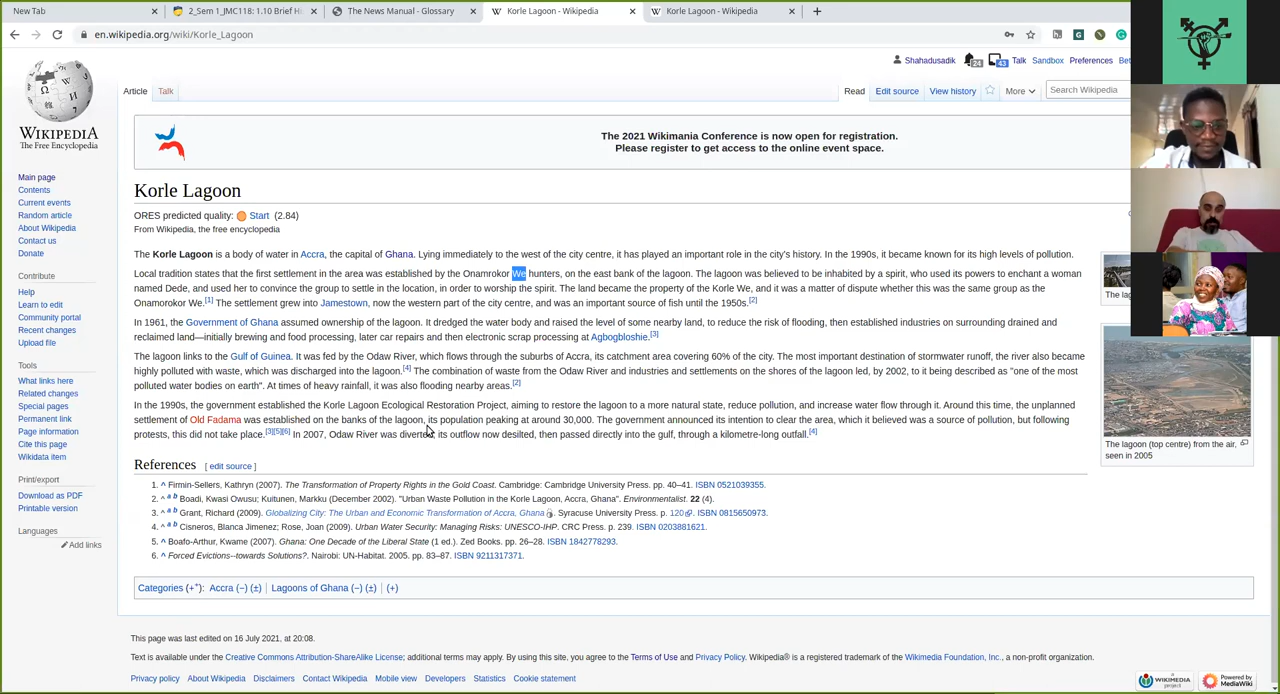 New Tab
2_Sem 1_JMC118: 1.10 Brief Hi
The News Manual - Glossary
Korle Lagoon - Wikipedia
Korle Lagoon - Wikipedia
en.wikipedia.org/wiki/Korle_Lagoon
Shahadusadik 24 43 Talk Sandbox Preferences Bet
WIKIPEDIA
The Free Encyclopedia
Article Talk Read Edit source View history More Search Wikipedia
The 2021 Wikimania Conference is now open for registration.
Please register to get access to the online event space.
Main page
Contents
Current events
Random article
About Wikipedia
Contact us
Donate
Contribute
Help
Learn to edit
Community portal
Recent changes
Upload file
Tools
What links here
Related changes
Special pages
Permanent link
Page information
Cite this page
Wikidata item
Print/export
Download as PDF
Printable version
Languages
Add links
Korle Lagoon
ORES predicted quality: Start (2.84)
From Wikipedia, the free encyclopedia
The Korle Lagoon is a body of water in Accra, the capital of Ghana. Lying immediately to the west of the city centre, it has played an important role in the city's history. In the 1990s, it became known for its high levels of pollution.
Local tradition states that the first settlement in the area was established by the Onamrokor We hunters, on the east bank of the lagoon. The lagoon was believed to be inhabited by a spirit, who used its powers to enchant a woman
named Dede, and used her to convince the group to settle in the location, in order to worship the spirit. The land became the property of the Korle We, and it was a matter of dispute whether this was the same group as the
Onamorkor We.[1] The settlement grew into Jamestown, now the western part of the city centre, and was an important source of fish until the 1950s.[2]
In 1961, the Government of Ghana assumed ownership of the lagoon. It dredged the water body and raised the level of some nearby land, to reduce the risk of flooding, then established industries on surrounding drained and
reclaimed land—initially brewing and food processing, later car repairs and then electronic scrap processing at Agbogbloshie.[3]
The lagoon links to the Gulf of Guinea. It was fed by the Odaw River, which flows through the suburbs of Accra, its catchment area covering 60% of the city. The most important destination of stormwater runoff, the river also became
highly polluted with waste, which was discharged into the lagoon.[4] The combination of waste from the Odaw River and industries and settlements on the shores of the lagoon led, by 2002, to it being described as "one of the most
polluted water bodies on earth". At times of heavy rainfall, it was also flooding nearby areas.[2]
In the 1990s, the government established the Korle Lagoon Ecological Restoration Project, aiming to restore the lagoon to a more natural state, reduce pollution, and increase water flow through it. Around this time, the unplanned
settlement of Old Fadama was established on the banks of the lagoon, its population peaking at around 30,000. The government announced its intention to clear the area, which it believed was a source of pollution, but following
protests, this did not take place.[3][5][6] In 2007, Odaw River was diverted, its outflow now desilted, then passed directly into the gulf, through a kilometre-long outfall.[4]
The lag
The lagoon (top centre) from the air,
seen in 2005
References [ edit source ]
1. ^ Firmin-Sellers, Kathryn (2007). The Transformation of Property Rights in the Gold Coast. Cambridge: Cambridge University Press. pp. 40–41. ISBN 0521039355.
2. ^ a b Boadi, Kwasi Owusu; Kuitunen, Markku (December 2002). "Urban Waste Pollution in the Korle Lagoon, Accra, Ghana". Environmentalist. 22 (4).
3. ^ a b Grant, Richard (2009). Globalizing City: The Urban and Economic Transformation of Accra, Ghana. Syracuse University Press. p. 120. ISBN 0815650973.
4. ^ a b Cisneros, Blanca Jimenez; Rose, Joan (2009). Urban Water Security: Managing Risks: UNESCO-IHP. CRC Press. p. 239. ISBN 0203881621.
5. ^ Boafo-Arthur, Kwame (2007). Ghana: One Decade of the Liberal State (1 ed.). Zed Books. pp. 26–28. ISBN 1842778293.
6. ^ Forced Evictions--towards Solutions?. Nairobi: UN-Habitat. 2005. pp. 83–87. ISBN 9211317371.
Categories (++): Accra (−) (±) | Lagoons of Ghana (−) (±) | (+)
This page was last edited on 16 July 2021, at 20:08.
Text is available under the Creative Commons Attribution-ShareAlike License; additional terms may apply. By using this site, you agree to the Terms of Use and Privacy Policy. Wikipedia® is a registered trademark of the Wikimedia Foundation, Inc., a non-profit organization.
Privacy policy About Wikipedia Disclaimers Contact Wikipedia Mobile view Developers Statistics Cookie statement
WIKIMEDIA project
Powered by MediaWiki